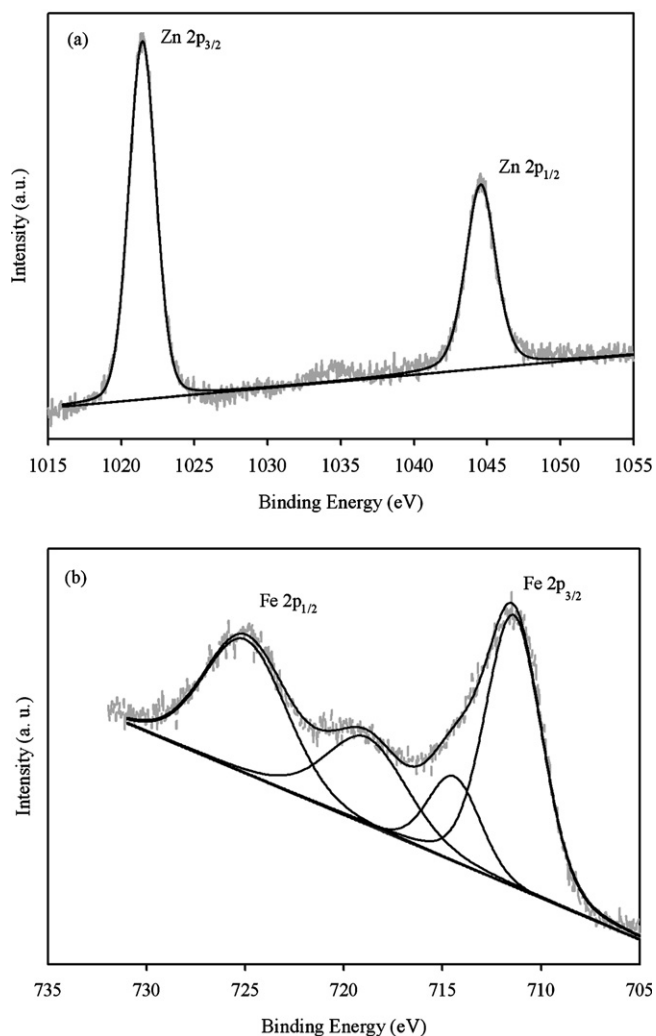 (a)
Zn 2p3/2
Zn 2p1/2
Intensity (a.u.)
1015 1020 1025 1030 1035 1040 1045 1050 1055
Binding Energy (eV)
(b)
Fe 2p1/2
Fe 2p3/2
Intensity (a. u.)
735 730 725 720 715 710 705
Binding Energy (eV)